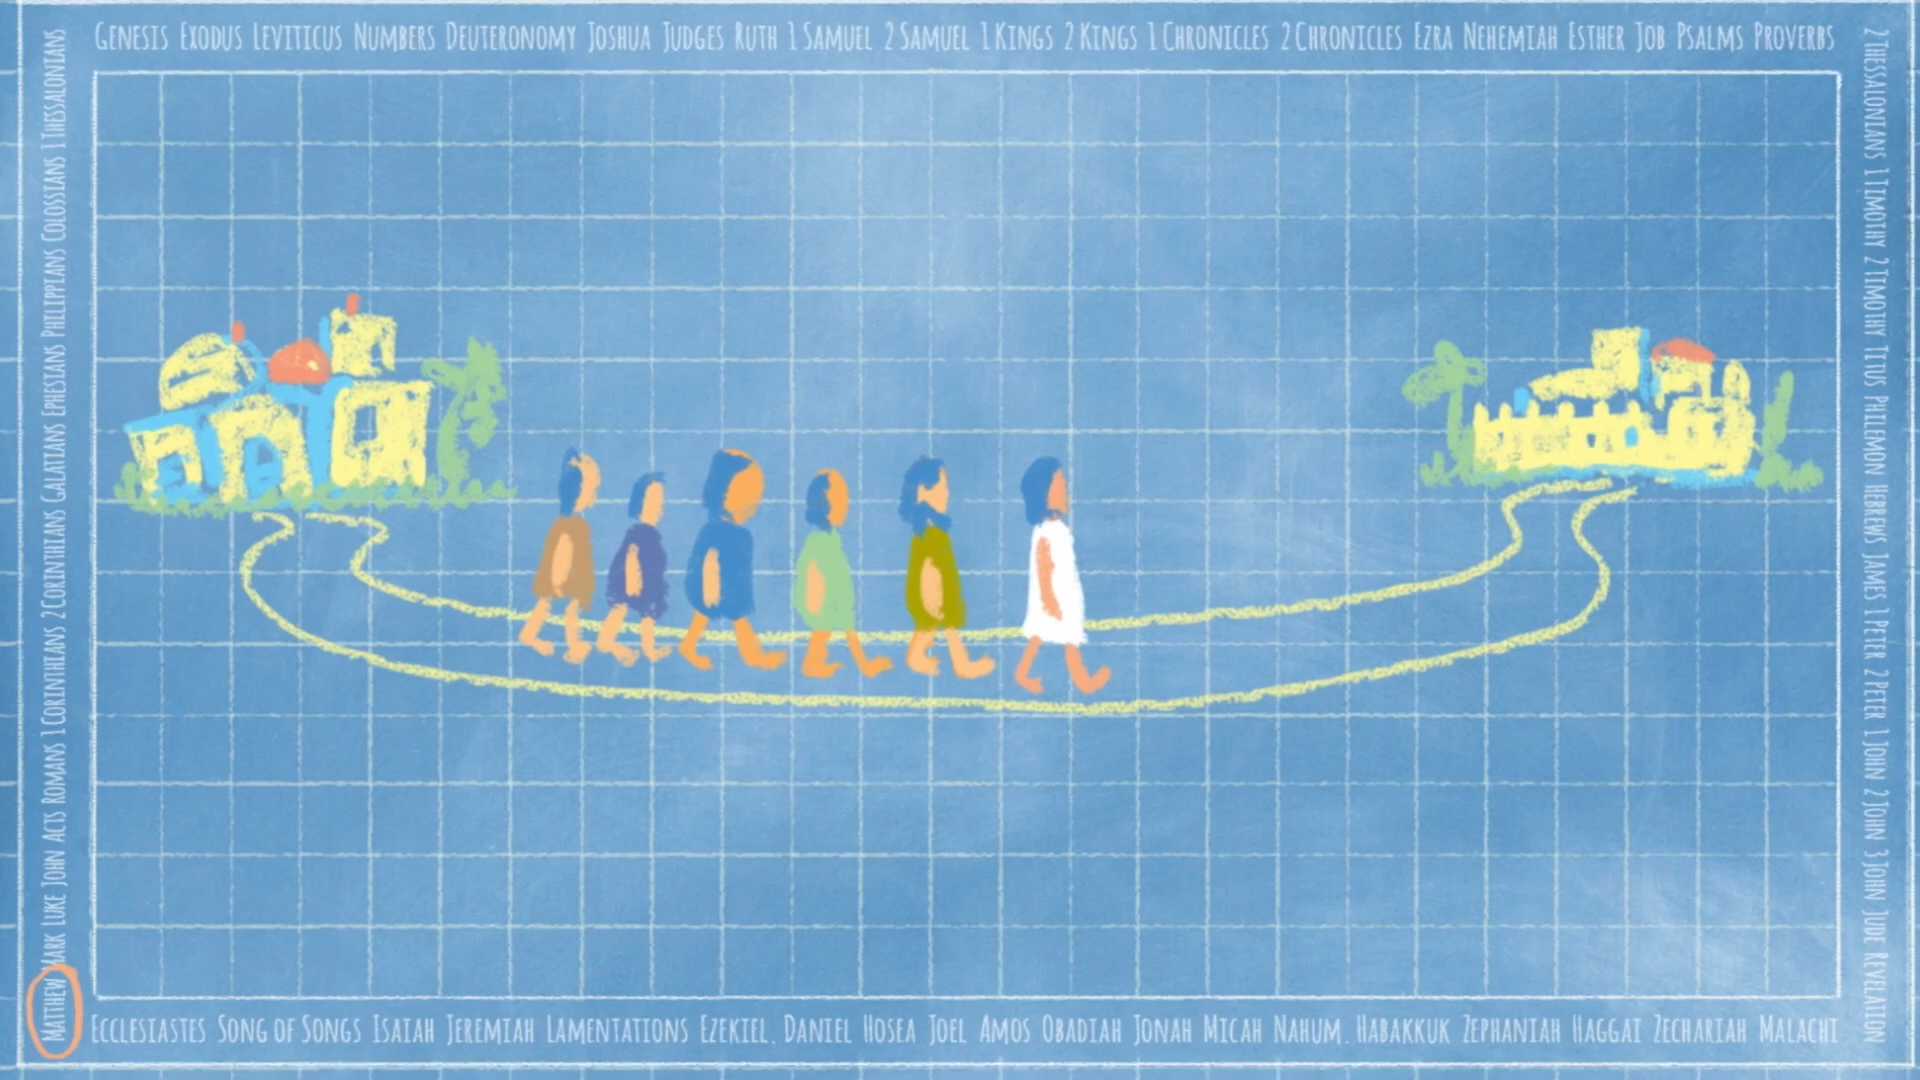 Genesis Exodus Leviticus Numbers Deuteronomy Joshua Judges Ruth 1 Samuel 2 Samuel 1 Kings 2 Kings 1 Chronicles 2 Chronicles Ezra Nehemiah Esther Job Psalms Proverbs
Ecclesiastes Song of Songs Isaiah Jeremiah Lamentations Ezekiel. Daniel Hosea Joel Amos Obadiah Jonah Micah Nahum. Habakkuk Zephaniah Haggai Zechariah Malachi
Matthew Mark Luke John Acts Romans 1 Corinthians 2 Corinthians Galatians Ephesians Philippians Colossians 1 Thessalonians
2 Thessalonians 1 Timothy 2 Timothy Titus Philemon Hebrews James 1 Peter 2 Peter 1 John 2 John 3 John Jude Revelation